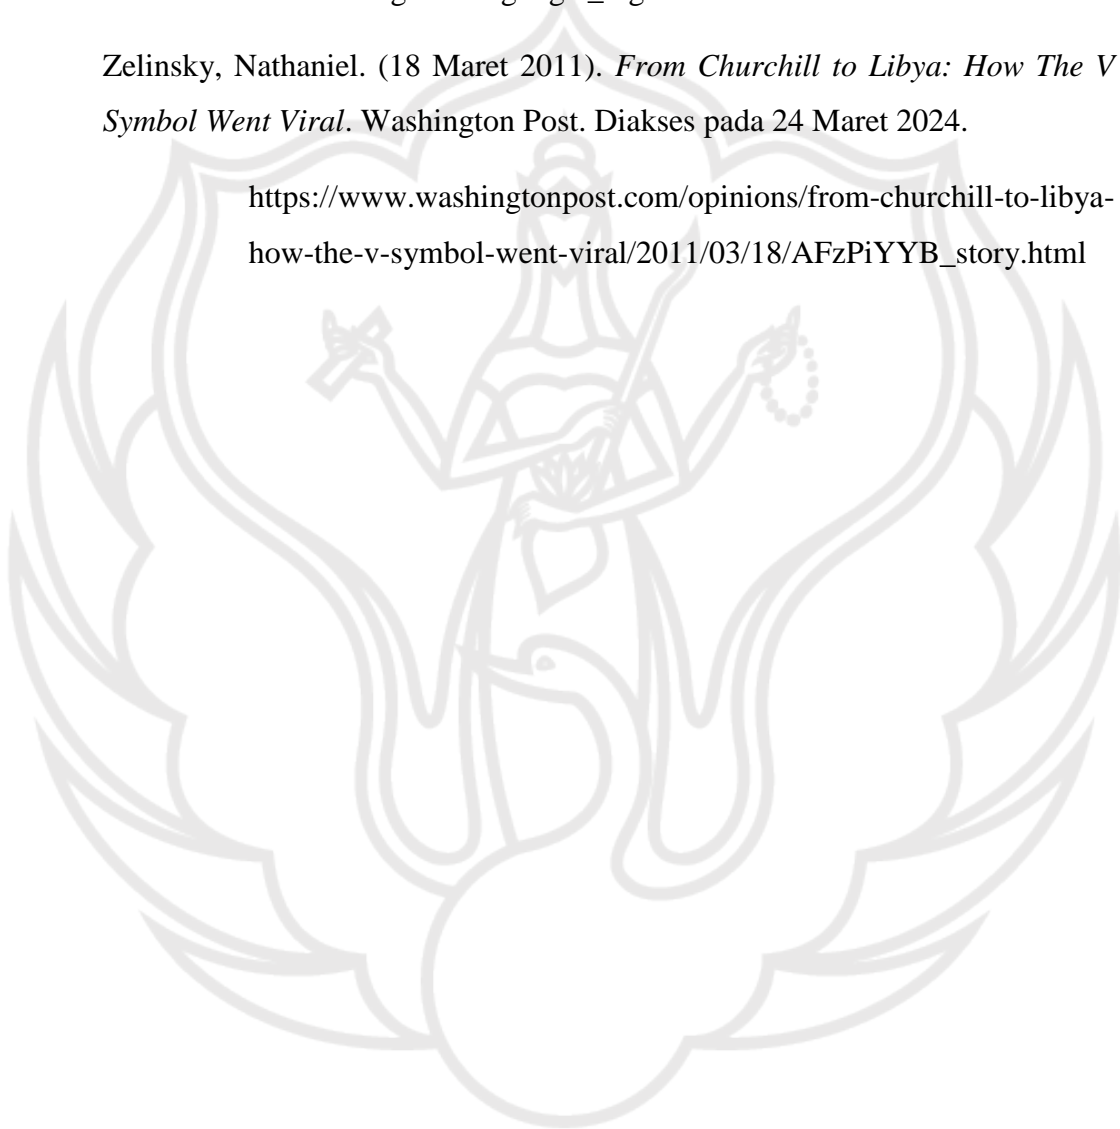 Zelinsky, Nathaniel. (18 Maret 2011). From Churchill to Libya: How The V
Symbol Went Viral. Washington Post. Diakses pada 24 Maret 2024.
https://www.washingtonpost.com/opinions/from-churchill-to-libya-
how-the-v-symbol-went-viral/2011/03/18/AFzPiYYB_story.html